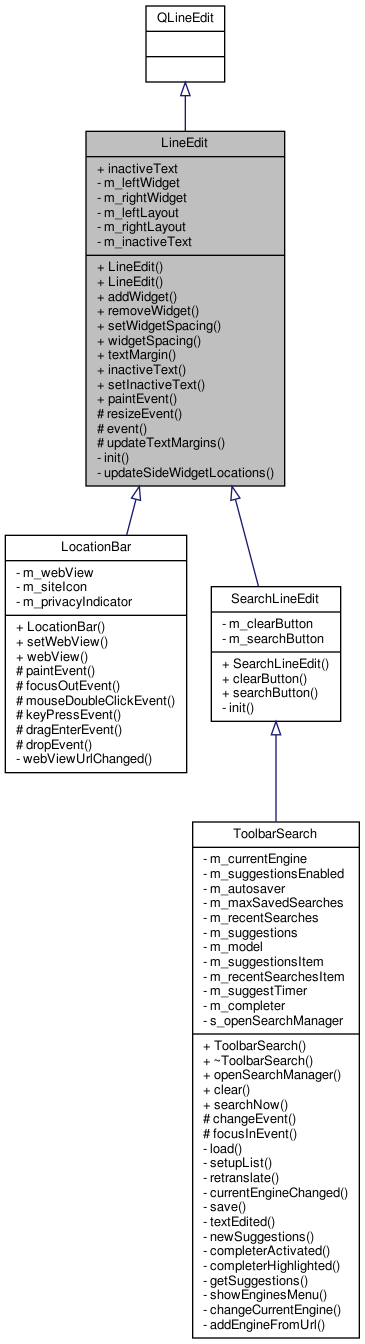 QLineEdit
LineEdit
+ inactiveText
- m_leftWidget
- m_rightWidget
- m_leftLayout
- m_rightLayout
- m_inactiveText
+ LineEdit()
+ LineEdit()
+ addWidget()
+ removeWidget()
+ setWidgetSpacing()
+ widgetSpacing()
+ textMargin()
+ inactiveText()
+ setInactiveText()
+ paintEvent()
# resizeEvent()
# event()
# updateTextMargins()
- init()
- updateSideWidgetLocations()
LocationBar
- m_webView
- m_siteIcon
- m_privacyIndicator
+ LocationBar()
+ setWebView()
+ webView()
# paintEvent()
# focusOutEvent()
# mouseDoubleClickEvent()
# keyPressEvent()
# dragEnterEvent()
# dropEvent()
- webViewUrlChanged()
SearchLineEdit
- m_clearButton
- m_searchButton
+ SearchLineEdit()
+ clearButton()
+ searchButton()
- init()
ToolbarSearch
- m_currentEngine
- m_suggestionsEnabled
- m_autosaver
- m_maxSavedSearches
- m_recentSearches
- m_suggestions
- m_model
- m_suggestionsItem
- m_recentSearchesItem
- m_suggestTimer
- m_completer
- s_openSearchManager
+ ToolbarSearch()
+ ~ToolbarSearch()
+ openSearchManager()
+ clear()
+ searchNow()
# changeEvent()
# focusInEvent()
- load()
- setupList()
- retranslate()
- currentEngineChanged()
- save()
- textEdited()
- newSuggestions()
- completerActivated()
- completerHighlighted()
- getSuggestions()
- showEnginesMenu()
- changeCurrentEngine()
- addEngineFromUrl()